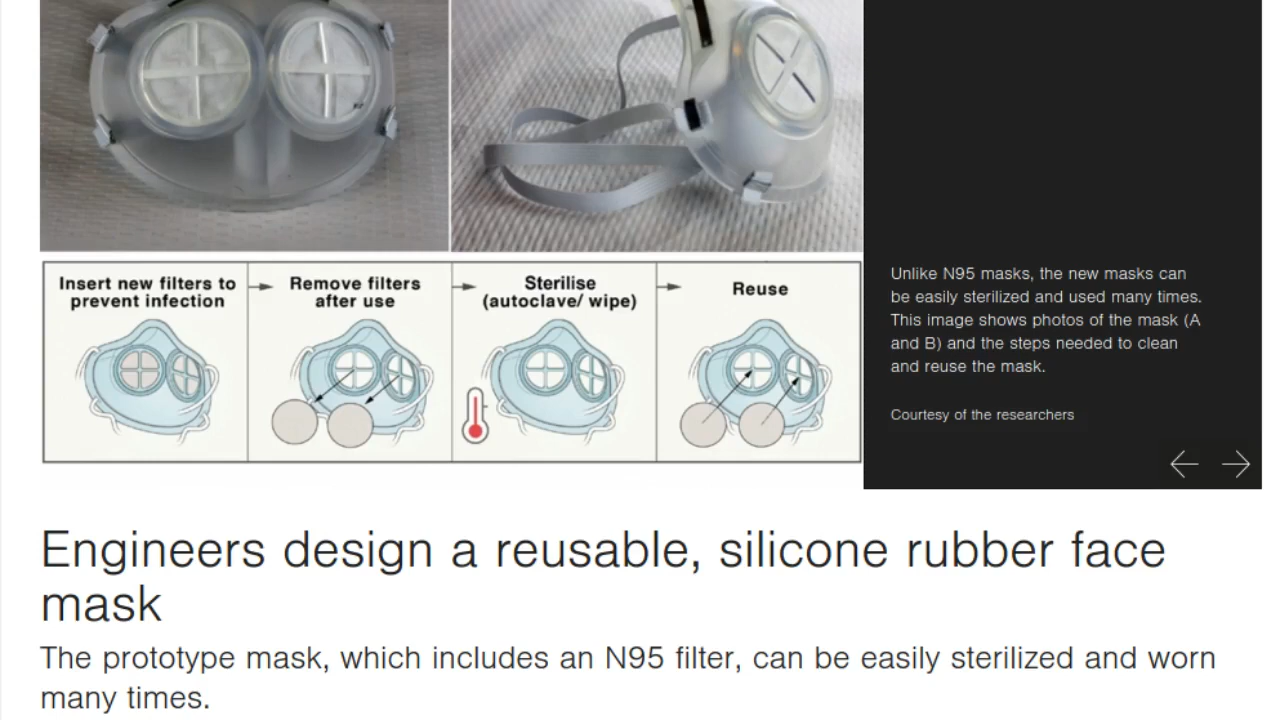 Insert new filters to
prevent infection
Remove filters
after use
Sterilise
(autoclave/ wipe)
Reuse
Unlike N95 masks, the new masks can
be easily sterilized and used many times.
This image shows photos of the mask (A
and B) and the steps needed to clean
and reuse the mask.
Courtesy of the researchers
Engineers design a reusable, silicone rubber face
mask
The prototype mask, which includes an N95 filter, can be easily sterilized and worn
many times.